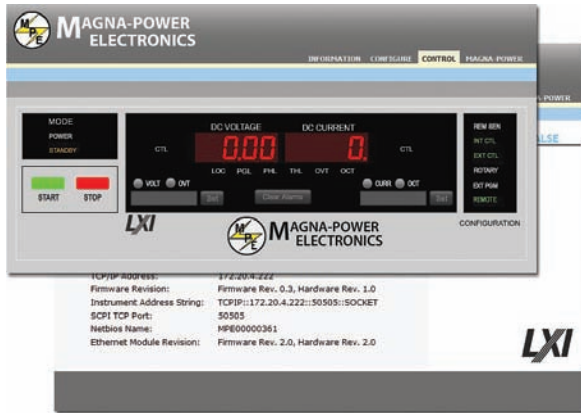 MPE
MAGNA-POWER
ELECTRONICS
INFORMATION CONFIGURE CONTROL MAGNA-POWER
A-POWER
ALSE
MODE
POWER
STANDBY
START STOP
DC VOLTAGE DC CURRENT
CTL 0.00 0. CTL
LOC PGL PHL THL OVT OCT
VOLT OVT Clear Alarms CURR OCT
Set Set
REM SEN
INT CTL
EXT CTL
ROTARY
EXT PGM
REMOTE
CONFIGURATION
LXI
MPE
MAGNA-POWER
ELECTRONICS
TCP/IP Address: 172.20.4.222
Firmware Revision: Firmware Rev. 0.3, Hardware Rev. 1.0
Instrument Address String: TCPIP::172.20.4.222::50505::SOCKET
SCPI TCP Port: 50505
Netbios Name: MPE00000361
Ethernet Module Revision: Firmware Rev. 2.0, Hardware Rev. 2.0
LXI